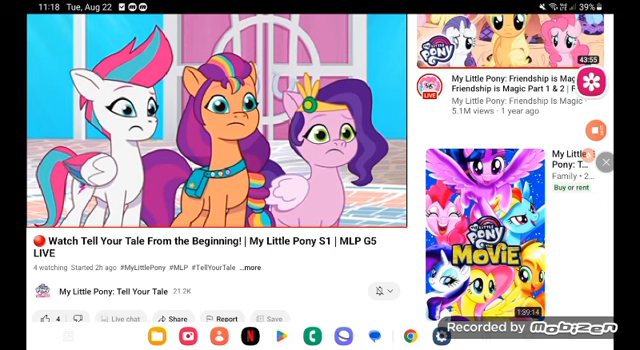 11:18 Tue, Aug 22
39%
🔴 Watch Tell Your Tale From the Beginning! | My Little Pony S1 | MLP G5
LIVE
4 watching Started 2h ago #MyLittlePony #MLP #TellYourTale ...more
My Little Pony: Tell Your Tale 21.2K
4
Live chat
Share
Report
Save
43:55
My Little Pony: Friendship is Mag
Friendship is Magic Part 1 & 2 | F
My Little Pony: Friendship Is Magic
5.1M views · 1 year ago
LIVE
My Little
Pony: T...
Family • 2...
Buy or rent
my LITTLE
PONY
THE
MOVIE
1:39:14
Recorded by mobizen